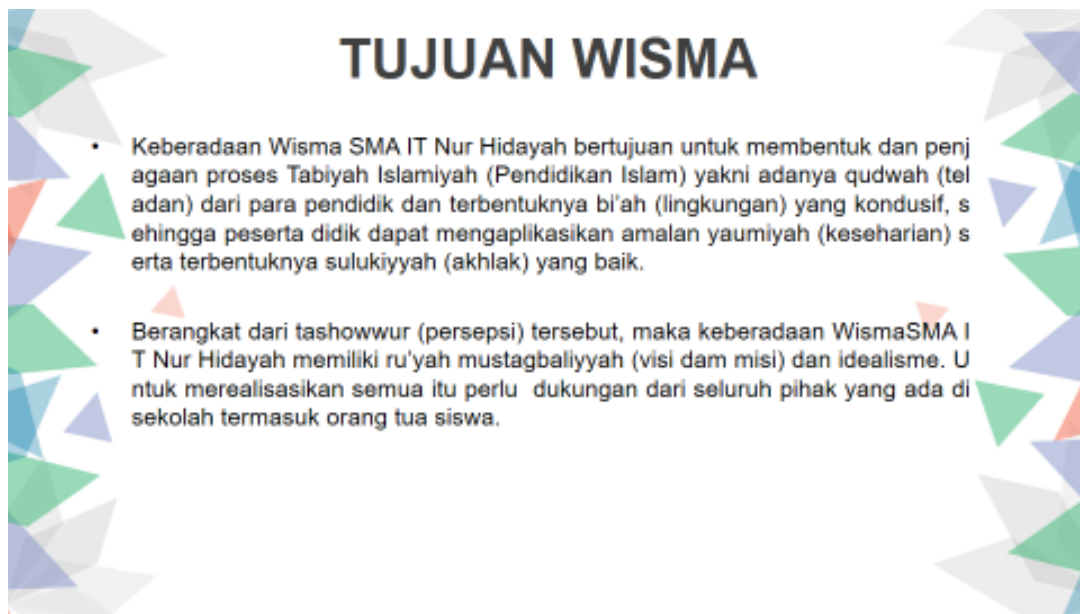 TUJUAN WISMA
• Keberadaan Wisma SMA IT Nur Hidayah bertujuan untuk membentuk dan penj
agaan proses Tabiyah Islamiyah (Pendidikan Islam) yakni adanya qudwah (tel
adan) dari para pendidik dan terbentuknya bi'ah (lingkungan) yang kondusif, s
ehingga peserta didik dapat mengaplikasikan amalan yaumiyah (keseharian) s
erta terbentuknya sulukiyyah (akhlak) yang baik.
• Berangkat dari tashowwur (persepsi) tersebut, maka keberadaan WismaSMA I
T Nur Hidayah memiliki ru'yah mustagbaliyyah (visi dam misi) dan idealisme. U
ntuk merealisasikan semua itu perlu  dukungan dari seluruh pihak yang ada di
sekolah termasuk orang tua siswa.